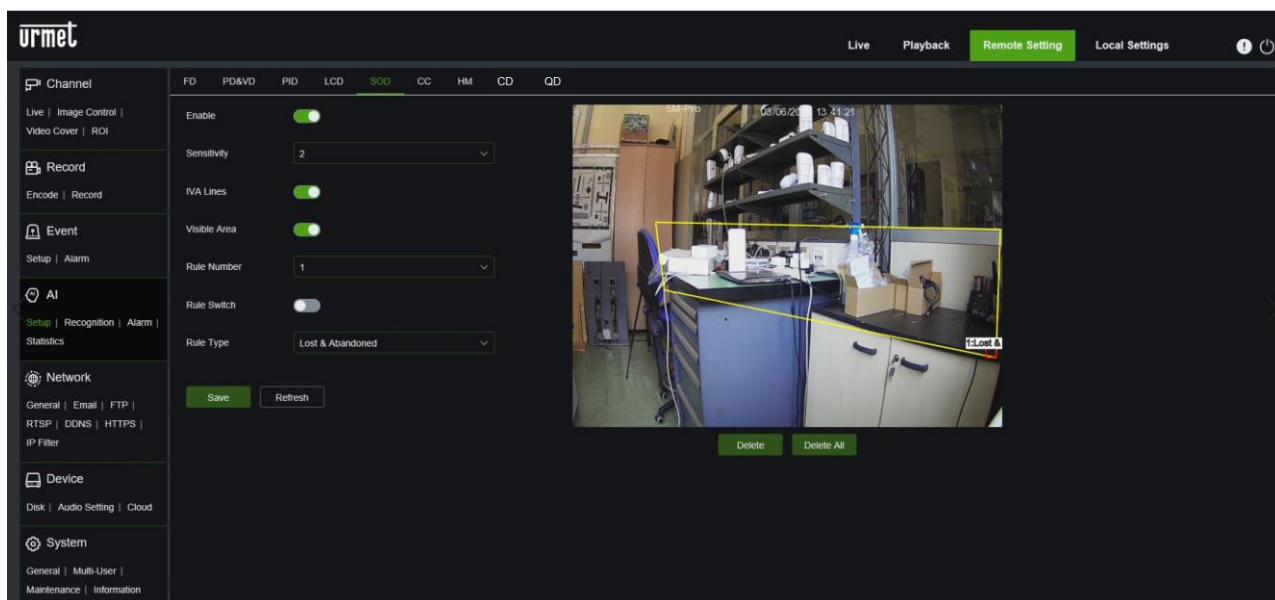 urmet
Live Playback Remote Setting Local Settings
Channel
Live | Image Control |
Video Cover | ROI
Record
Encode | Record
Event
Setup | Alarm
AI
Setup | Recognition | Alarm |
Statistics
Network
General | Email | FTP |
RTSP | DDNS | HTTPS |
IP Filter
Device
Disk | Audio Setting | Cloud
System
General | Multi-User |
Maintenance | Information
FD PD&VD PID LCD SOD CC HM CD QD
Enable
Sensitivity 2
IVA Lines
Visible Area
Rule Number 1
Rule Switch
Rule Type Lost & Abandoned
Save Refresh
5M-Pro 13:41:21
1:Lost &
Delete Delete All